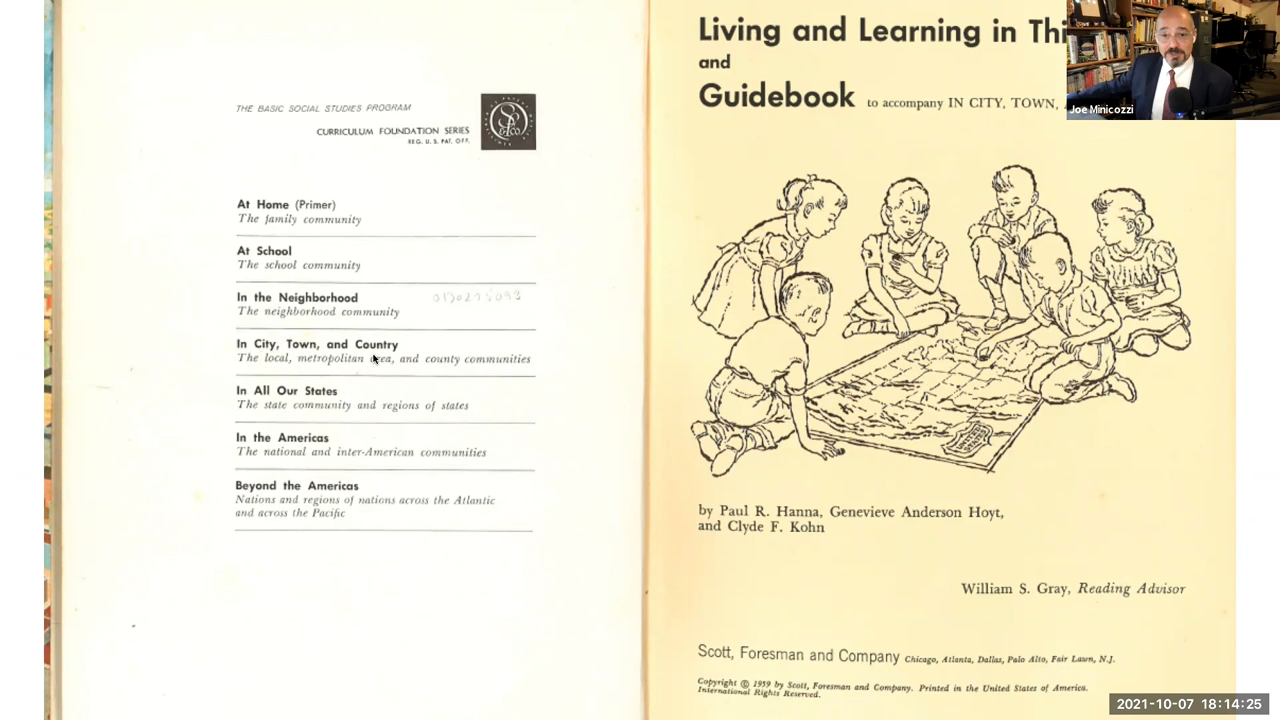 THE BASIC SOCIAL STUDIES PROGRAM
CURRICULUM FOUNDATION SERIES
REG. U. S. PAT. OFF.
At Home (Primer)
The family community
At School
The school community
In the Neighborhood
The neighborhood community
In City, Town, and Country
The local, metropolitan area, and county communities
In All Our States
The state community and regions of states
In the Americas
The national and inter-American communities
Beyond the Americas
Nations and regions of nations across the Atlantic
and across the Pacific
Living and Learning in
and
Guidebook to accompany IN CITY, TOWN,
by Paul R. Hanna, Genevieve Anderson Hoyt,
and Clyde F. Kohn
William S. Gray, Reading Advisor
Scott, Foresman and Company Chicago, Atlanta, Dallas, Palo Alto, Fair Lawn, N.J.
Copyright © 1959 by Scott, Foresman and Company. Printed in the United States of America.
International Rights Reserved.
Joe Minicozzi
2021-10-07 18:14:25